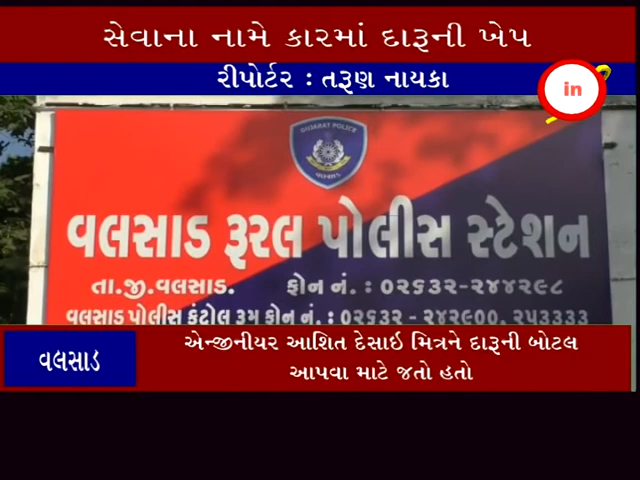 સેવાના નામે કારમાં દારૂની ખેપ
રીપોર્ટર : તરૂણ નાયકા
in
GUJARAT POLICE
વલસાડ
વલસાડ રૂરલ પોલીસ સ્ટેશન
તા.જી.વલસાડ. ફોન નં. : ૦૨૬૩૨-૨૪૪૨૯૮
વલસાડ પોલીસ કંટ્રોલ રૂમ ફોન નં. : ૦૨૬૩૨ - ૨૪૨૯૦૦, ૨૫૩૩૩૩
વલસાડ
એન્જીનીયર આશિત દેસાઇ મિત્રને દારૂની બોટલ
આપવા માટે જતો હતો